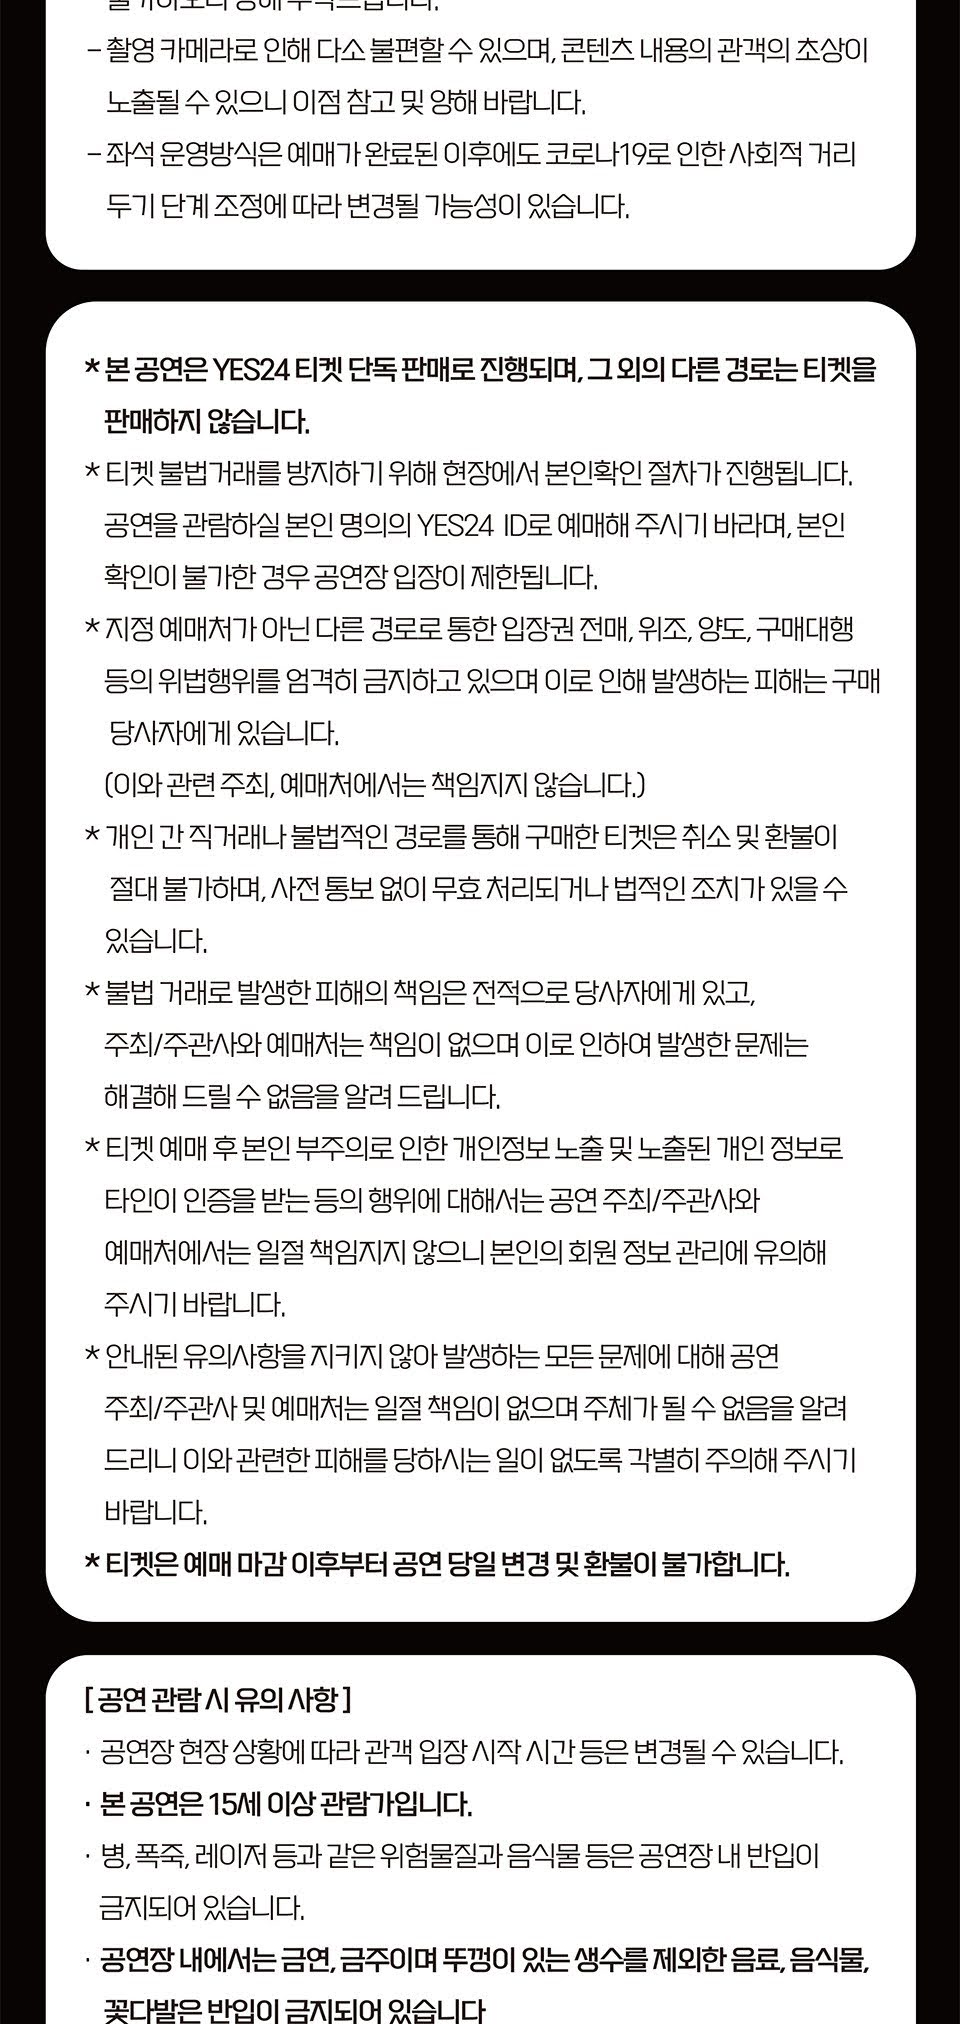 불가하오니 양해 부탁드립니다.
– 촬영 카메라로 인해 다소 불편할 수 있으며, 콘텐츠 내용의 관객의 초상이
노출될 수 있으니 이점 참고 및 양해 바랍니다.
– 좌석 운영방식은 예매가 완료된 이후에도 코로나19로 인한 사회적 거리
두기 단계 조정에 따라 변경될 가능성이 있습니다.
* 본 공연은 YES24 티켓 단독 판매로 진행되며, 그 외의 다른 경로는 티켓을
판매하지 않습니다.
* 티켓 불법거래를 방지하기 위해 현장에서 본인확인 절차가 진행됩니다.
공연을 관람하실 본인 명의의 YES24 ID로 예매해 주시기 바라며, 본인
확인이 불가한 경우 공연장 입장이 제한됩니다.
* 지정 예매처가 아닌 다른 경로로 통한 입장권 전매, 위조, 양도, 구매대행
등의 위법행위를 엄격히 금지하고 있으며 이로 인해 발생하는 피해는 구매
당사자에게 있습니다.
(이와 관련 주최, 예매처에서는 책임지지 않습니다.)
* 개인 간 직거래나 불법적인 경로를 통해 구매한 티켓은 취소 및 환불이
절대 불가하며, 사전 통보 없이 무효 처리되거나 법적인 조치가 있을 수
있습니다.
* 불법 거래로 발생한 피해의 책임은 전적으로 당사자에게 있고,
주최/주관사와 예매처는 책임이 없으며 이로 인하여 발생한 문제는
해결해 드릴 수 없음을 알려 드립니다.
* 티켓 예매 후 본인 부주의로 인한 개인정보 노출 및 노출된 개인 정보로
타인이 인증을 받는 등의 행위에 대해서는 공연 주최/주관사와
예매처에서는 일절 책임지지 않으니 본인의 회원 정보 관리에 유의해
주시기 바랍니다.
* 안내된 유의사항을 지키지 않아 발생하는 모든 문제에 대해 공연
주최/주관사 및 예매처는 일절 책임이 없으며 주체가 될 수 없음을 알려
드리니 이와 관련한 피해를 당하시는 일이 없도록 각별히 주의해 주시기
바랍니다.
* 티켓은 예매 마감 이후부터 공연 당일 변경 및 환불이 불가합니다.
[ 공연 관람 시 유의 사항 ]
· 공연장 현장 상황에 따라 관객 입장 시작 시간 등은 변경될 수 있습니다.
· 본 공연은 15세 이상 관람가입니다.
· 병, 폭죽, 레이저 등과 같은 위험물질과 음식물 등은 공연장 내 반입이
금지되어 있습니다.
· 공연장 내에서는 금연, 금주이며 뚜껑이 있는 생수를 제외한 음료, 음식물,
꽃다발은 반입이 금지되어 있습니다